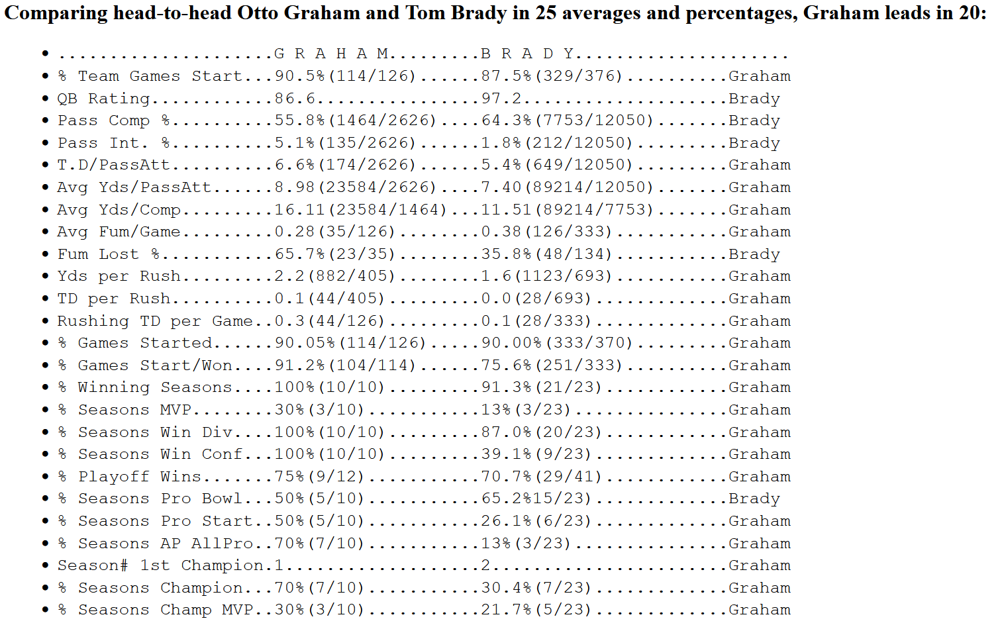 Comparing head-to-head Otto Graham and Tom Brady in 25 averages and percentages, Graham leads in 20:
• .....................G R A H A M.........B R A D Y.....................
• % Team Games Start...90.5%(114/126)......87.5%(329/376)..........Graham
• QB Rating............86.6................97.2....................Brady
• Pass Comp %..........55.8%(1464/2626)....64.3%(7753/12050).......Brady
• Pass Int. %..........5.1%(135/2626)......1.8%(212/12050).........Brady
• T.D/PassAtt..........6.6%(174/2626)......5.4%(649/12050).........Graham
• Avg Yds/PassAtt......8.98(23584/2626)....7.40(89214/12050).......Graham
• Avg Yds/Comp.........16.11(23584/1464)...11.51(89214/7753).......Graham
• Avg Fum/Game.........0.28(35/126)........0.38(126/333)...........Graham
• Fum Lost %...........65.7%(23/35)........35.8%(48/134)...........Brady
• Yds per Rush.........2.2(882/405)........1.6(1123/693)...........Graham
• TD per Rush..........0.1(44/405).........0.0(28/693).............Graham
• Rushing TD per Game..0.3(44/126).........0.1(28/333).............Graham
• % Games Started......90.05%(114/126).....90.00%(333/370).........Graham
• % Games Start/Won....91.2%(104/114)......75.6%(251/333)..........Graham
• % Winning Seasons....100%(10/10).........91.3%(21/23)............Graham
• % Seasons MVP........30%(3/10)...........13%(3/23)...............Graham
• % Seasons Win Div....100%(10/10).........87.0%(20/23)............Graham
• % Seasons Win Conf...100%(10/10).........39.1%(9/23).............Graham
• % Playoff Wins.......75%(9/12)...........70.7%(29/41)............Graham
• % Seasons Pro Bowl...50%(5/10)...........65.2%15/23).............Brady
• % Seasons Pro Start..50%(5/10)...........26.1%(6/23).............Graham
• % Seasons AP AllPro..70%(7/10)...........13%(3/23)...............Graham
• Season# 1st Champion.1...................2.......................Graham
• % Seasons Champion...70%(7/10)...........30.4%(7/23).............Graham
• % Seasons Champ MVP..30%(3/10)...........21.7%(5/23).............Graham